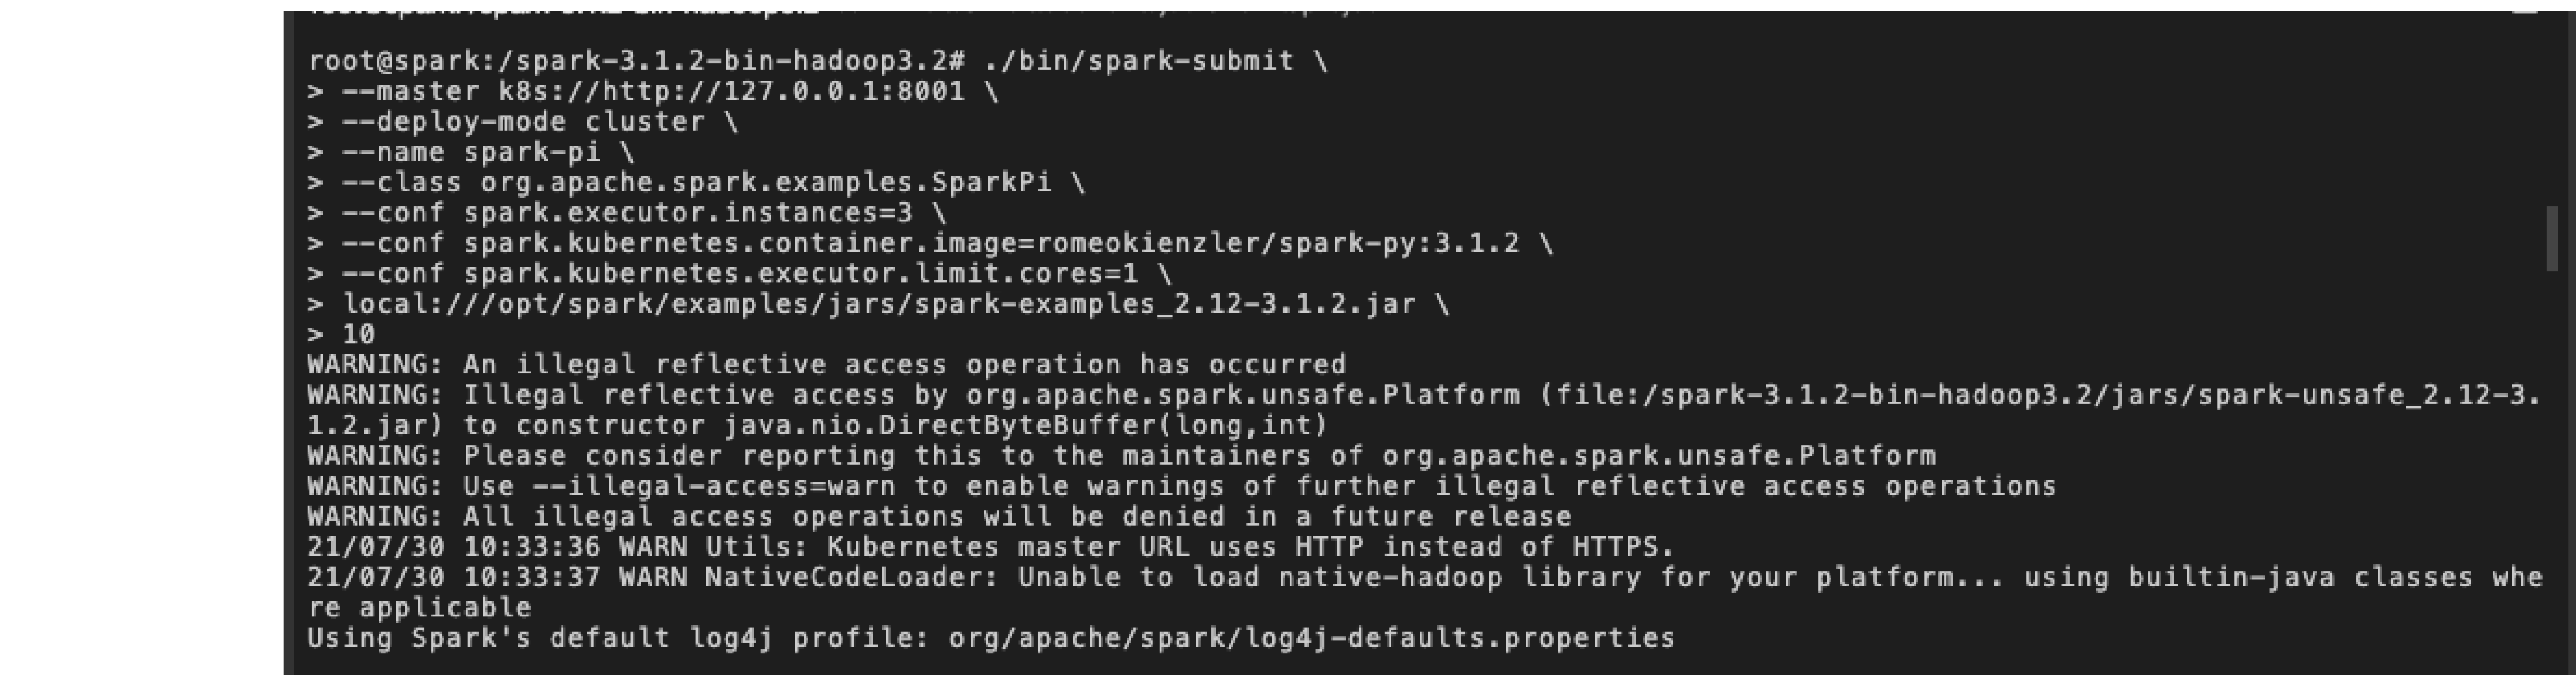 root@spark:/spark-3.1.2-bin-hadoop3.2# ./bin/spark-submit \
> --master k8s://http://127.0.0.1:8001 \
> --deploy-mode cluster \
> --name spark-pi \
> --class org.apache.spark.examples.SparkPi \
> --conf spark.executor.instances=3 \
> --conf spark.kubernetes.container.image=romeokienzler/spark-py:3.1.2 \
> --conf spark.kubernetes.executor.limit.cores=1 \
> local:///opt/spark/examples/jars/spark-examples_2.12-3.1.2.jar \
> 10
WARNING: An illegal reflective access operation has occurred
WARNING: Illegal reflective access by org.apache.spark.unsafe.Platform (file:/spark-3.1.2-bin-hadoop3.2/jars/spark-unsafe_2.12-3.
1.2.jar) to constructor java.nio.DirectByteBuffer(long,int)
WARNING: Please consider reporting this to the maintainers of org.apache.spark.unsafe.Platform
WARNING: Use --illegal-access=warn to enable warnings of further illegal reflective access operations
WARNING: All illegal access operations will be denied in a future release
21/07/30 10:33:36 WARN Utils: Kubernetes master URL uses HTTP instead of HTTPS.
21/07/30 10:33:37 WARN NativeCodeLoader: Unable to load native-hadoop library for your platform... using builtin-java classes whe
re applicable
Using Spark's default log4j profile: org/apache/spark/log4j-defaults.properties